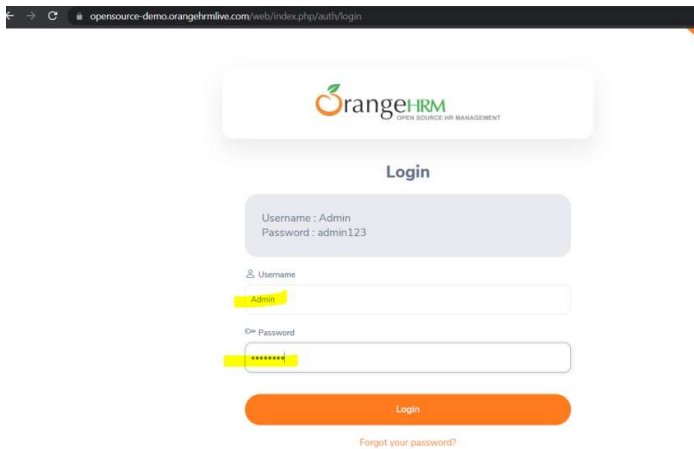 opensource-demo.orangehrmlive.com/web/index.php/auth/login
OrangeHRM
OPEN SOURCE HR MANAGEMENT
Login
Username : Admin
Password : admin123
Username
Admin
Password
••••••••
Login
Forgot your password?